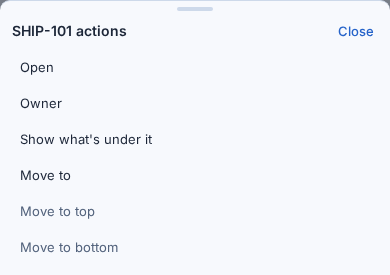 SHIP-101 actions
Close
Open
Owner
Show what's under it
Move to
Move to top
Move to bottom